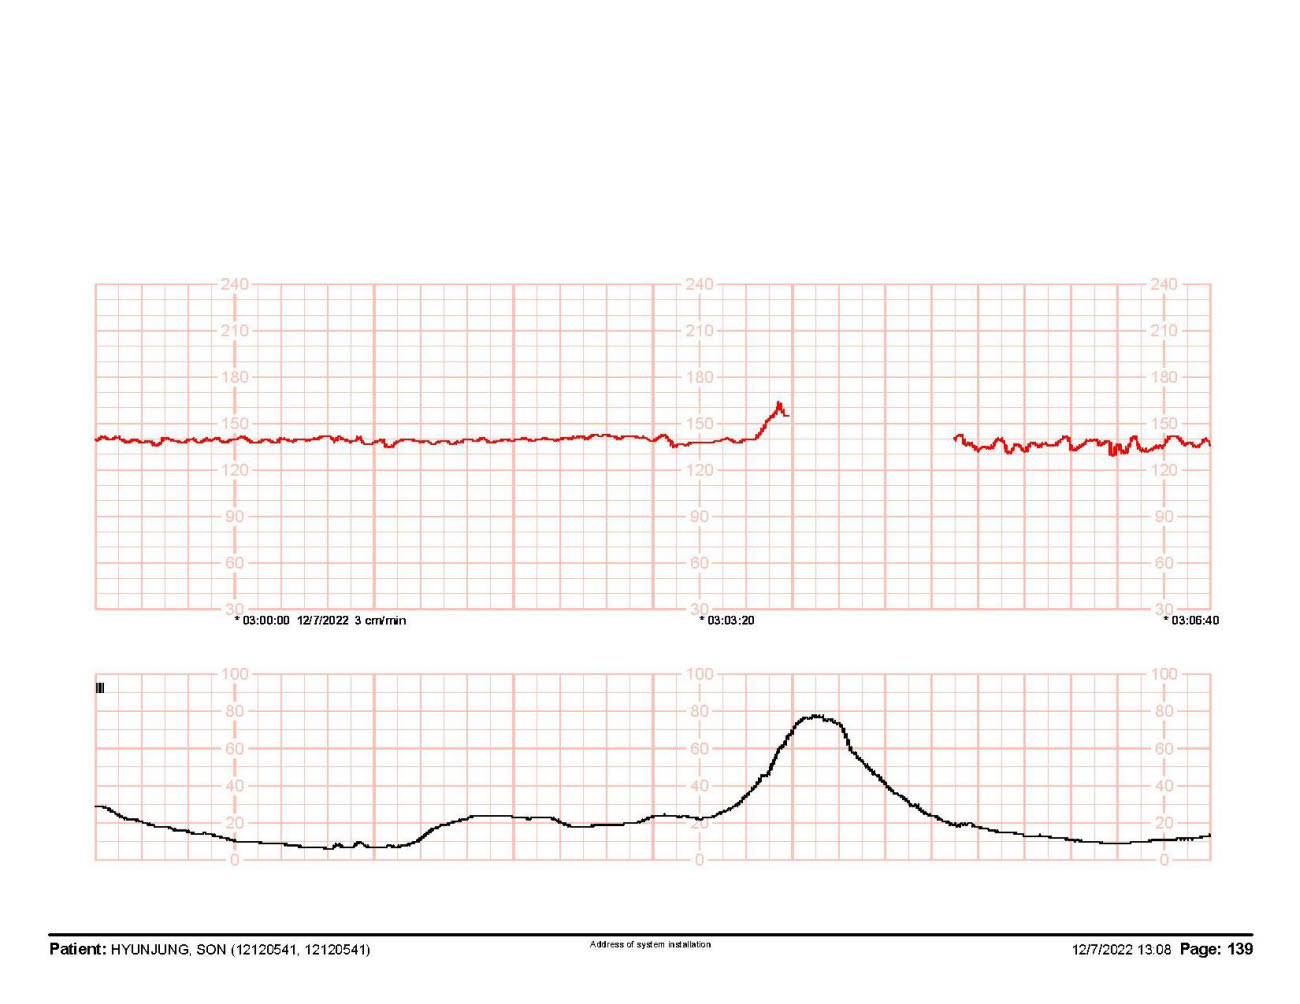 240 240 240
210 210 210
180 180 180
150 150 150
120 120 120
90 90 90
60 60 60
30 30 30
* 03:00:00 12/7/2022 3 cm/min * 03:03:20 * 03:06:40
100 100 100
80 80 80
60 60 60
40 40 40
20 20 20
0 0 0
Patient: HYUNJUNG, SON (12120541, 12120541) Address of system installation 12/7/2022 13:08 Page: 139